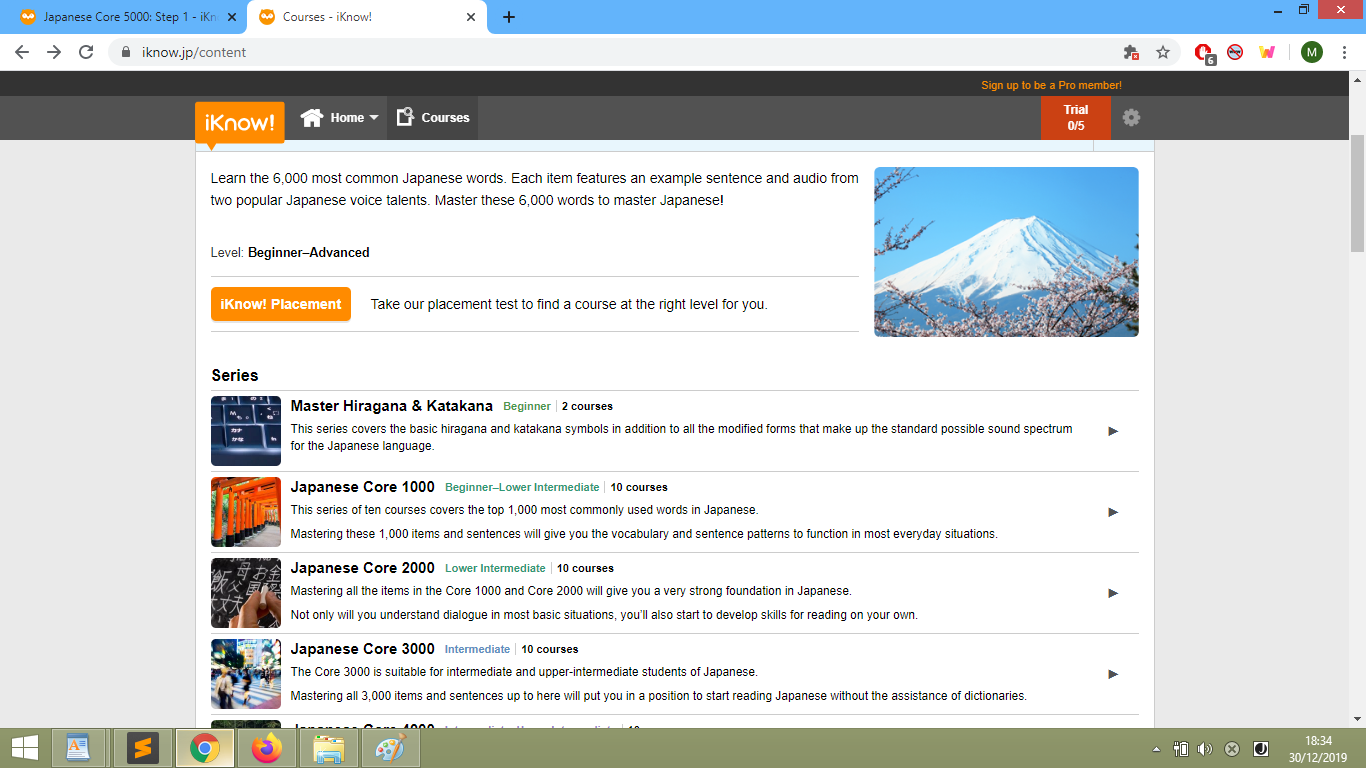 Japanese Core 5000: Step 1 - iKn
Courses - iKnow!
iknow.jp/content
6
M
Sign up to be a Pro member!
iKnow!
Home
Courses
Trial
0/5
Learn the 6,000 most common Japanese words. Each item features an example sentence and audio from
two popular Japanese voice talents. Master these 6,000 words to master Japanese!
Level: Beginner–Advanced
iKnow! Placement
Take our placement test to find a course at the right level for you.
Series
Master Hiragana & Katakana Beginner 2 courses
This series covers the basic hiragana and katakana symbols in addition to all the modified forms that make up the standard possible sound spectrum
for the Japanese language.
Japanese Core 1000 Beginner–Lower Intermediate 10 courses
This series of ten courses covers the top 1,000 most commonly used words in Japanese.
Mastering these 1,000 items and sentences will give you the vocabulary and sentence patterns to function in most everyday situations.
Japanese Core 2000 Lower Intermediate 10 courses
Mastering all the items in the Core 1000 and Core 2000 will give you a very strong foundation in Japanese.
Not only will you understand dialogue in most basic situations, you'll also start to develop skills for reading on your own.
Japanese Core 3000 Intermediate 10 courses
The Core 3000 is suitable for intermediate and upper-intermediate students of Japanese.
Mastering all 3,000 items and sentences up to here will put you in a position to start reading Japanese without the assistance of dictionaries.
18:34
30/12/2019